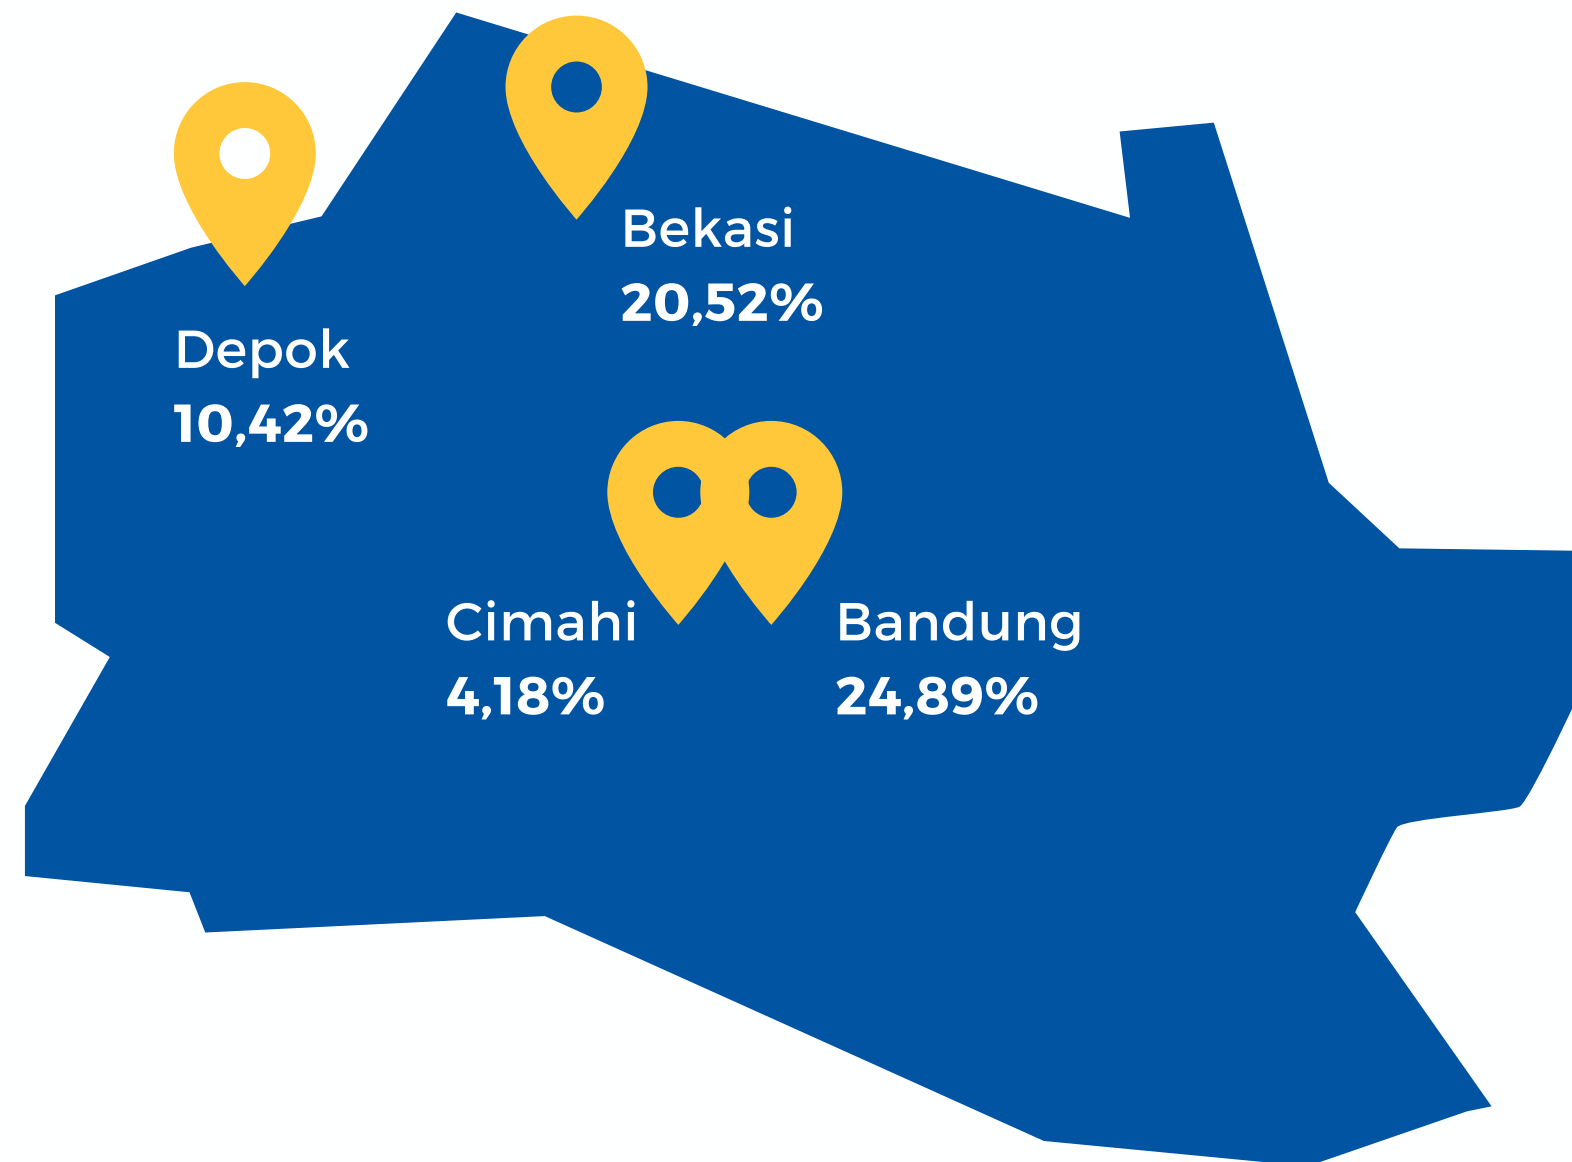 Bekasi
20,52%
Depok
10,42%
Cimahi
4,18%
Bandung
24,89%